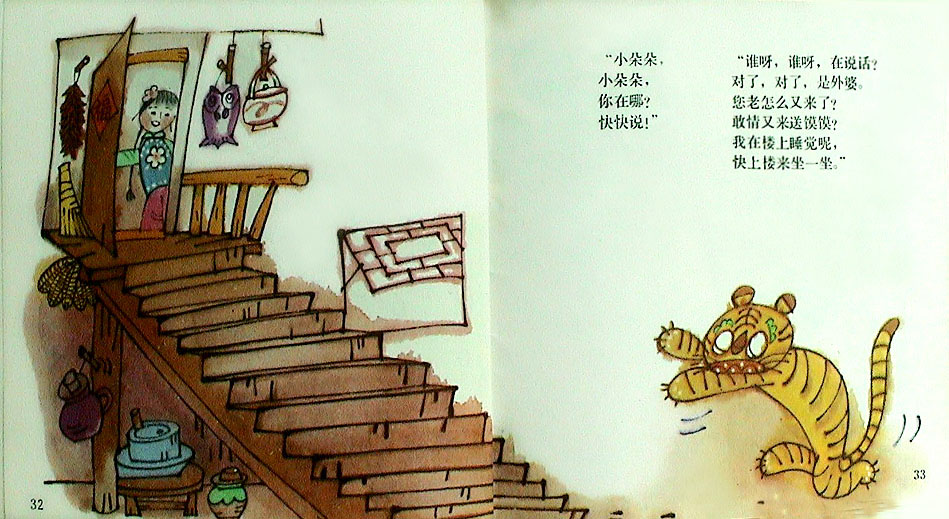 “小朵朵，
小朵朵，
你在哪？
快快说！”
“谁呀，谁呀，在说话？
对了，对了，是外婆。
您老怎么又来了？
敢情又来送馍馍？
我在楼上睡觉呢，
快上楼来坐一坐。”
32
33